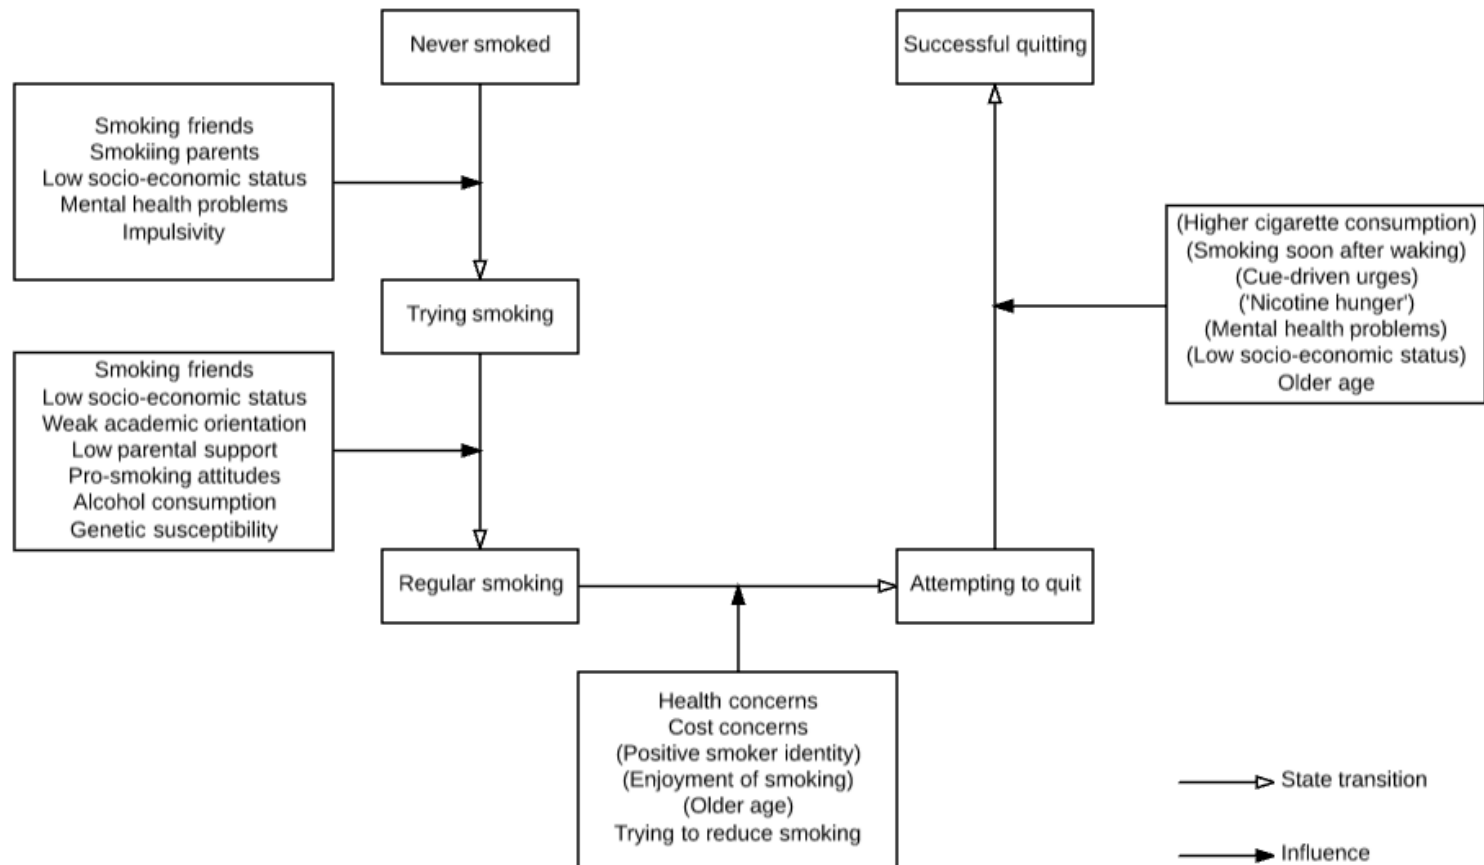 Never smoked
Successful quitting
Smoking friends
Smokiing parents
Low socio-economic status
Mental health problems
Impulsivity
(Higher cigarette consumption)
(Smoking soon after waking)
(Cue-driven urges)
('Nicotine hunger')
(Mental health problems)
(Low socio-economic status)
Older age
Trying smoking
Smoking friends
Low socio-economic status
Weak academic orientation
Low parental support
Pro-smoking attitudes
Alcohol consumption
Genetic susceptibility
Regular smoking
Attempting to quit
Health concerns
Cost concerns
(Positive smoker identity)
(Enjoyment of smoking)
(Older age)
Trying to reduce smoking
State transition
Influence